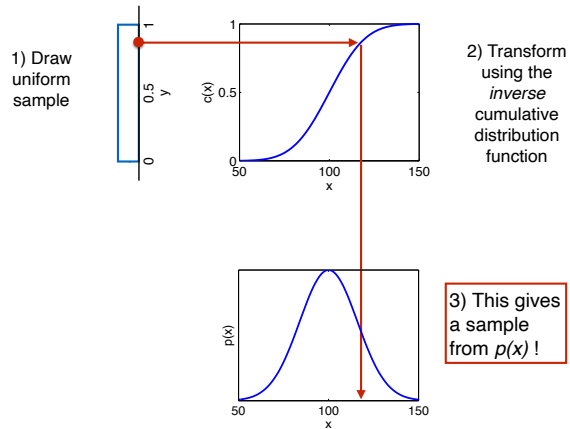 1) Draw
uniform
sample
0
0.5
1
y
1
0.5
0
c(x)
50
100
150
x
2) Transform
using the
inverse
cumulative
distribution
function
p(x)
50
100
150
x
3) This gives
a sample
from p(x) !